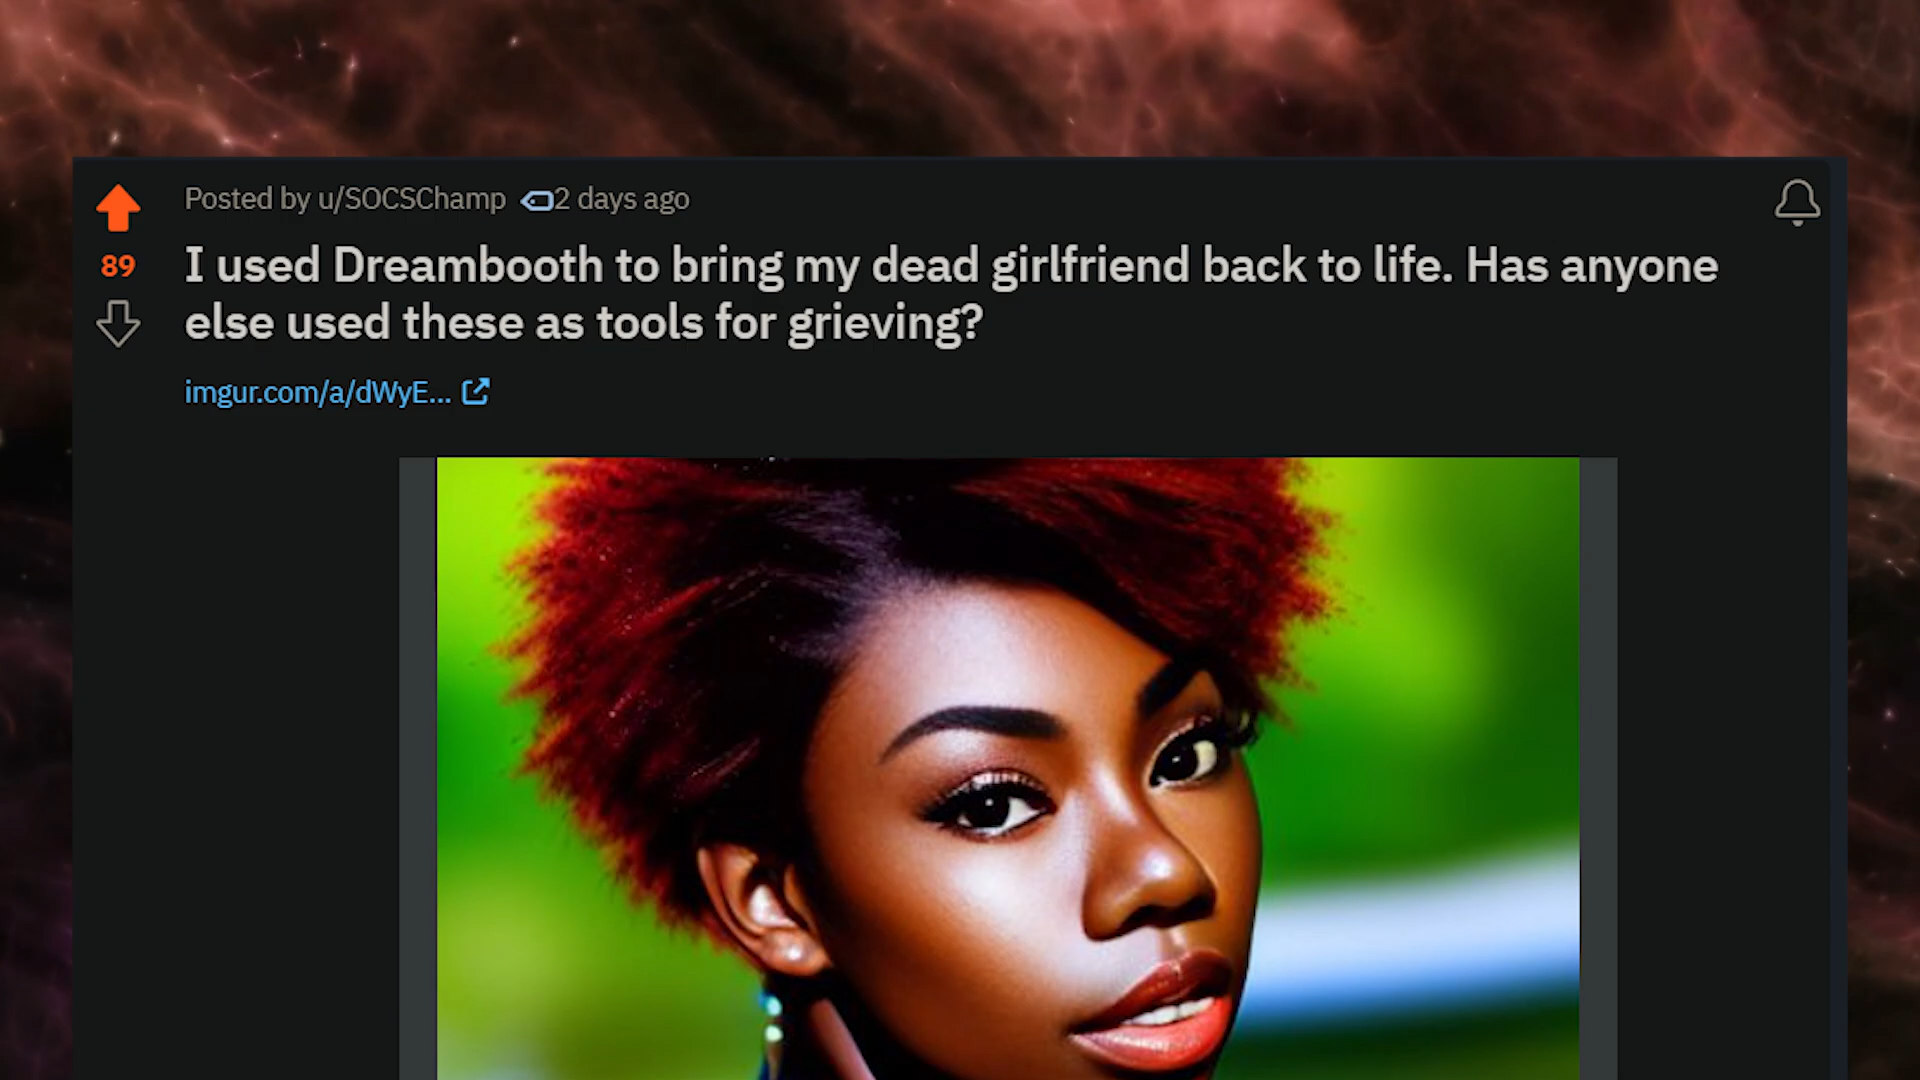 Posted by u/SOCSChamp 2 days ago
89
I used Dreambooth to bring my dead girlfriend back to life. Has anyone
else used these as tools for grieving?
imgur.com/a/dWyE...